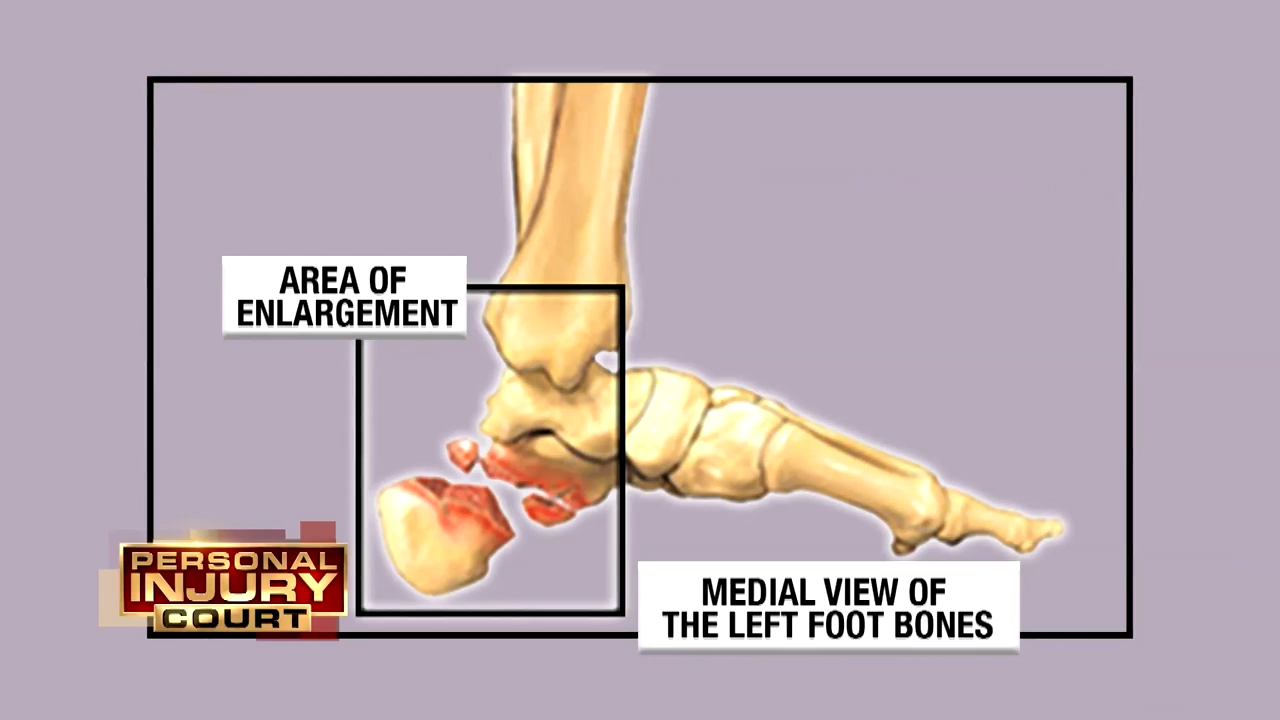 AREA OF
ENLARGEMENT
PERSONAL
INJURY
COURT
MEDIAL VIEW OF
THE LEFT FOOT BONES